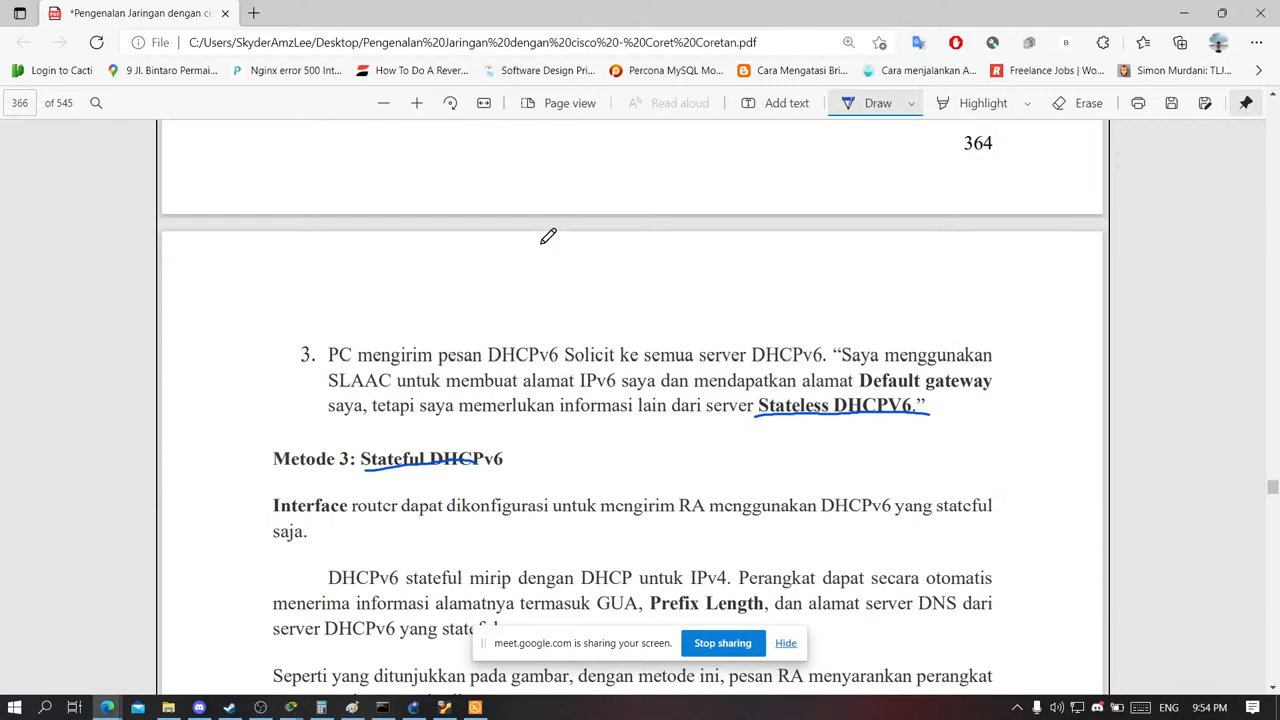 *Pengenalan Jaringan dengan cis
File
C:/Users/SkyderAmzLee/Desktop/Pengenalan%20Jaringan%20dengan%20cisco%20-%20Coret%20Coretan.pdf
Login to Cacti
9 Jl. Bintaro Permai...
Nginx error 500 Int...
How To Do A Rever...
Software Design Pri...
Percona MySQL Mo...
Cara Mengatasi Bri...
Cara menjalankan A...
Freelance Jobs | Wo...
Simon Murdani: TLJ...
366 of 545
Page view
Read aloud
Add text
Draw
Highlight
Erase
364
3. PC mengirim pesan DHCPv6 Solicit ke semua server DHCPv6. “Saya menggunakan
SLAAC untuk membuat alamat IPv6 saya dan mendapatkan alamat Default gateway
saya, tetapi saya memerlukan informasi lain dari server Stateless DHCPV6.”
Metode 3: Stateful DHCPv6
Interface router dapat dikonfigurasi untuk mengirim RA menggunakan DHCPv6 yang stateful
saja.
DHCPv6 stateful mirip dengan DHCP untuk IPv4. Perangkat dapat secara otomatis
menerima informasi alamatnya termasuk GUA, Prefix Length, dan alamat server DNS dari
server DHCPv6 yang
meet.google.com is sharing your screen.
Stop sharing
Hide
Seperti yang ditunjukkan pada gambar, dengan metode ini, pesan RA menyarankan perangkat
ENG
9:54 PM